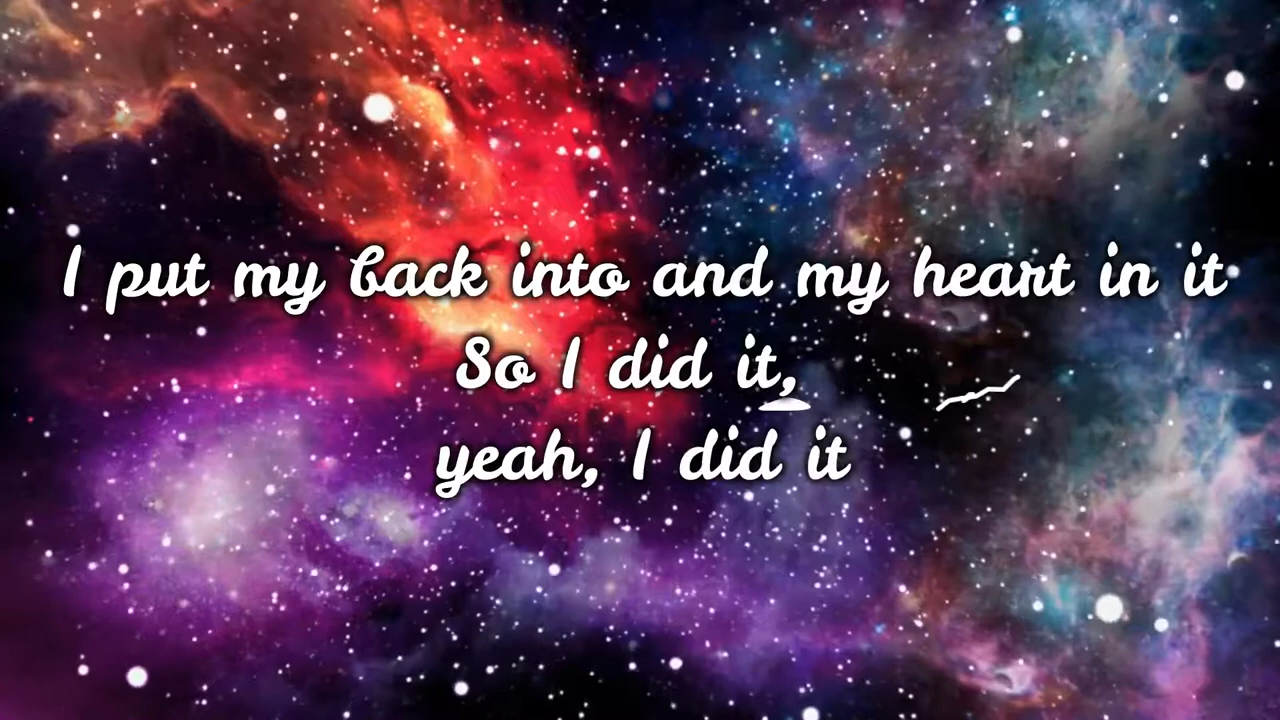 I put my back into and my heart in it
So I did it,
yeah, I did it